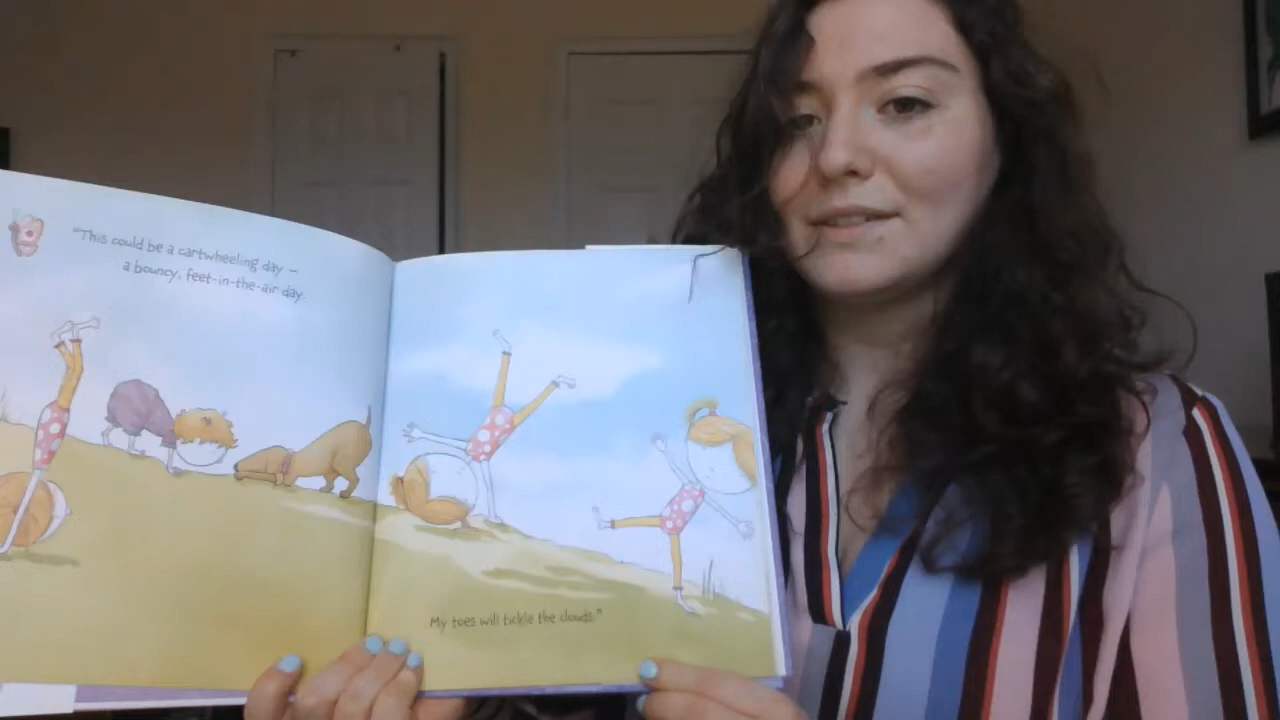 "This could be a cartwheeling day –
a bouncy, feet-in-the-air day.
My toes will tickle the clouds."